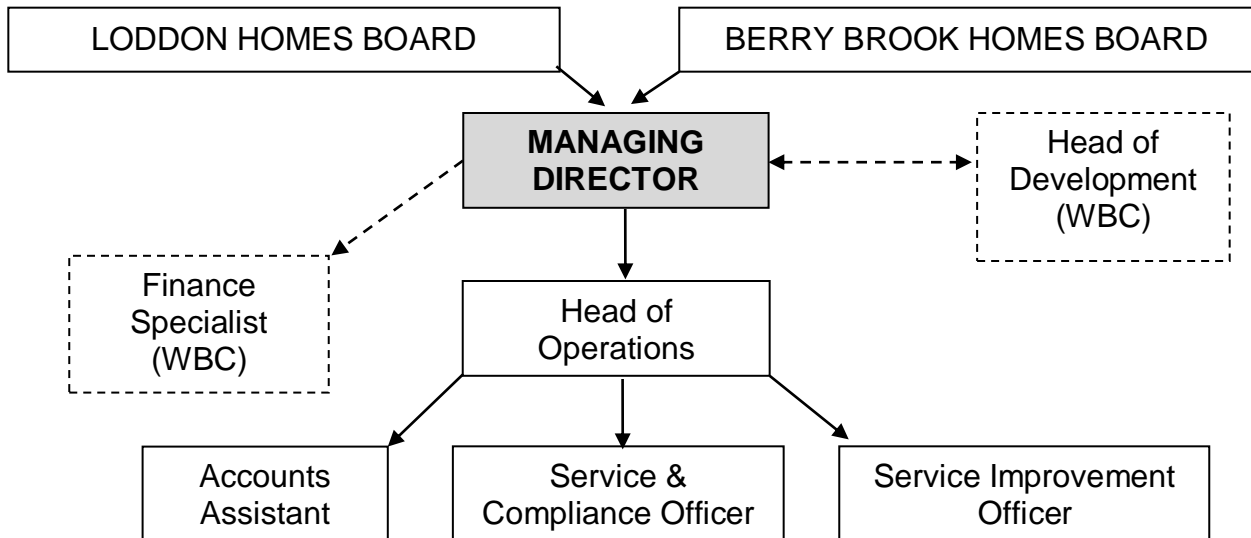 LODDON HOMES BOARD
BERRY BROOK HOMES BOARD
MANAGING
DIRECTOR
Head of
Development
(WBC)
Finance
Specialist
(WBC)
Head of
Operations
Accounts
Assistant
Service &
Compliance Officer
Service Improvement
Officer